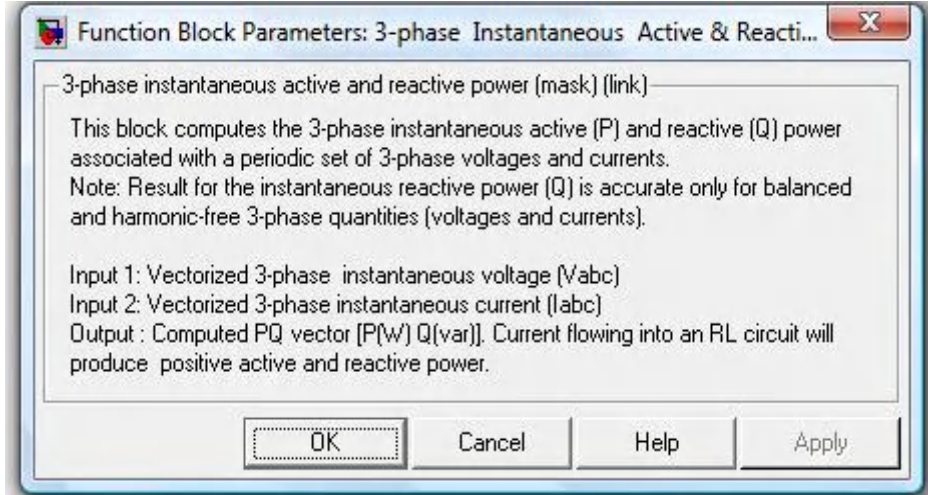 Function Block Parameters: 3-phase Instantaneous Active & Reacti...
3-phase instantaneous active and reactive power (mask) (link)
This block computes the 3-phase instantaneous active (P) and reactive (Q) power
associated with a periodic set of 3-phase voltages and currents.
Note: Result for the instantaneous reactive power (Q) is accurate only for balanced
and harmonic-free 3-phase quantities (voltages and currents).
Input 1: Vectorized 3-phase instantaneous voltage (Vabc)
Input 2: Vectorized 3-phase instantaneous current (Iabc)
Output : Computed PQ vector [P(W) Q(var)]. Current flowing into an RL circuit will
produce positive active and reactive power.
OK Cancel Help Apply